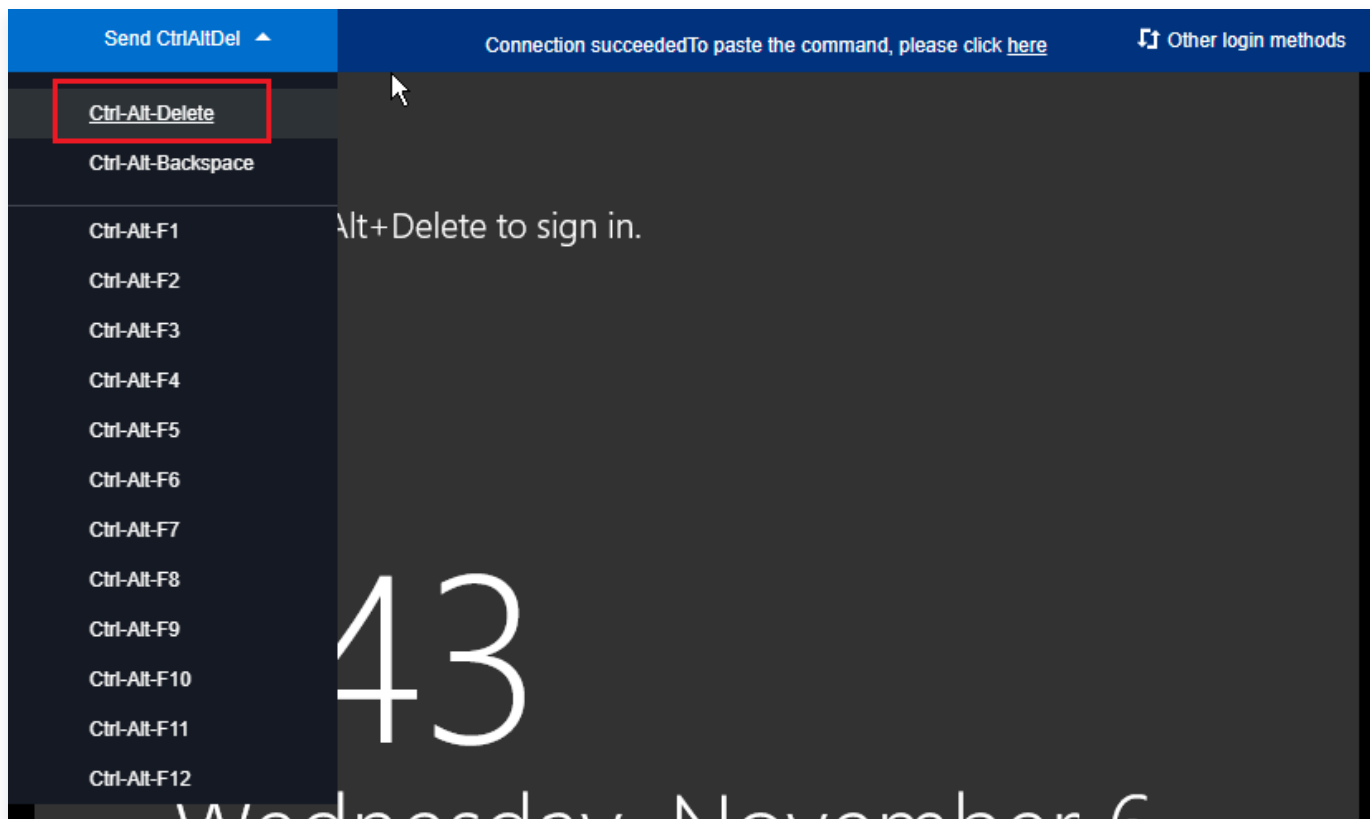 Send CtrlAltDel
Connection succeededTo paste the command, please click here
Other login methods
Ctrl-Alt-Delete
Ctrl-Alt-Backspace
Ctrl-Alt-F1
Alt+Delete to sign in.
Ctrl-Alt-F2
Ctrl-Alt-F3
Ctrl-Alt-F4
Ctrl-Alt-F5
Ctrl-Alt-F6
Ctrl-Alt-F7
Ctrl-Alt-F8
Ctrl-Alt-F9
43
Ctrl-Alt-F10
Ctrl-Alt-F11
Ctrl-Alt-F12
Wednesday, November 6